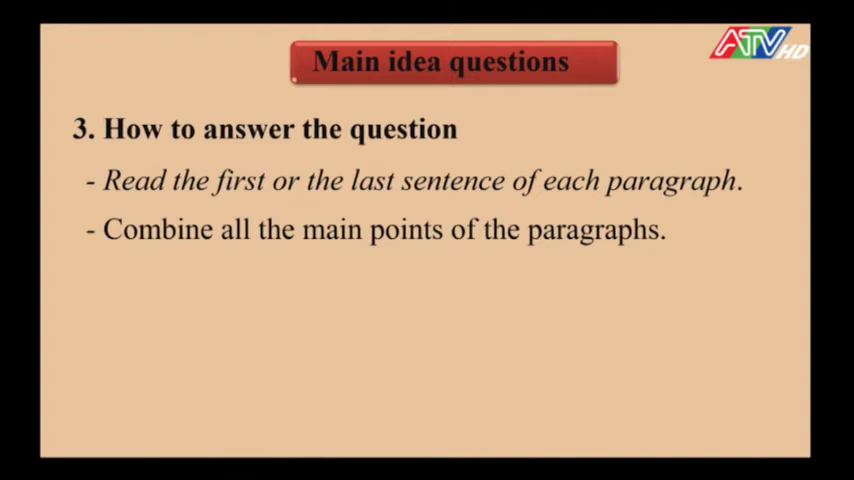 ATV HD
Main idea questions
3. How to answer the question
- Read the first or the last sentence of each paragraph.
- Combine all the main points of the paragraphs.